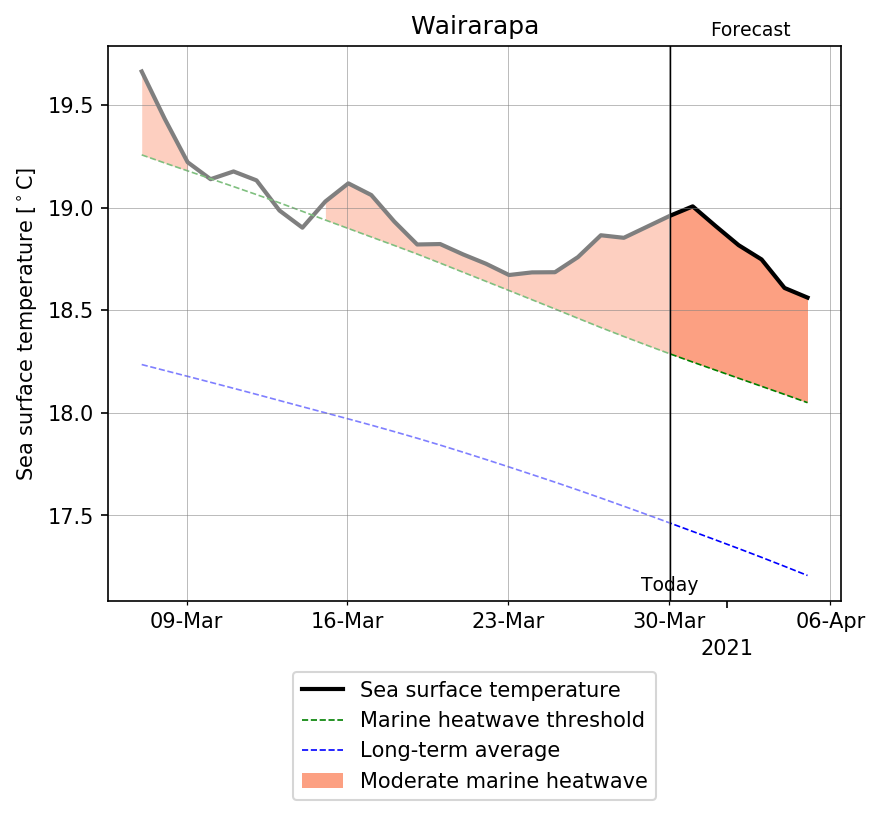 Wairarapa
Forecast
Sea surface temperature [°C]
19.5
19.0
18.5
18.0
17.5
Today
09-Mar 16-Mar 23-Mar 30-Mar 06-Apr
2021
Sea surface temperature
Marine heatwave threshold
Long-term average
Moderate marine heatwave